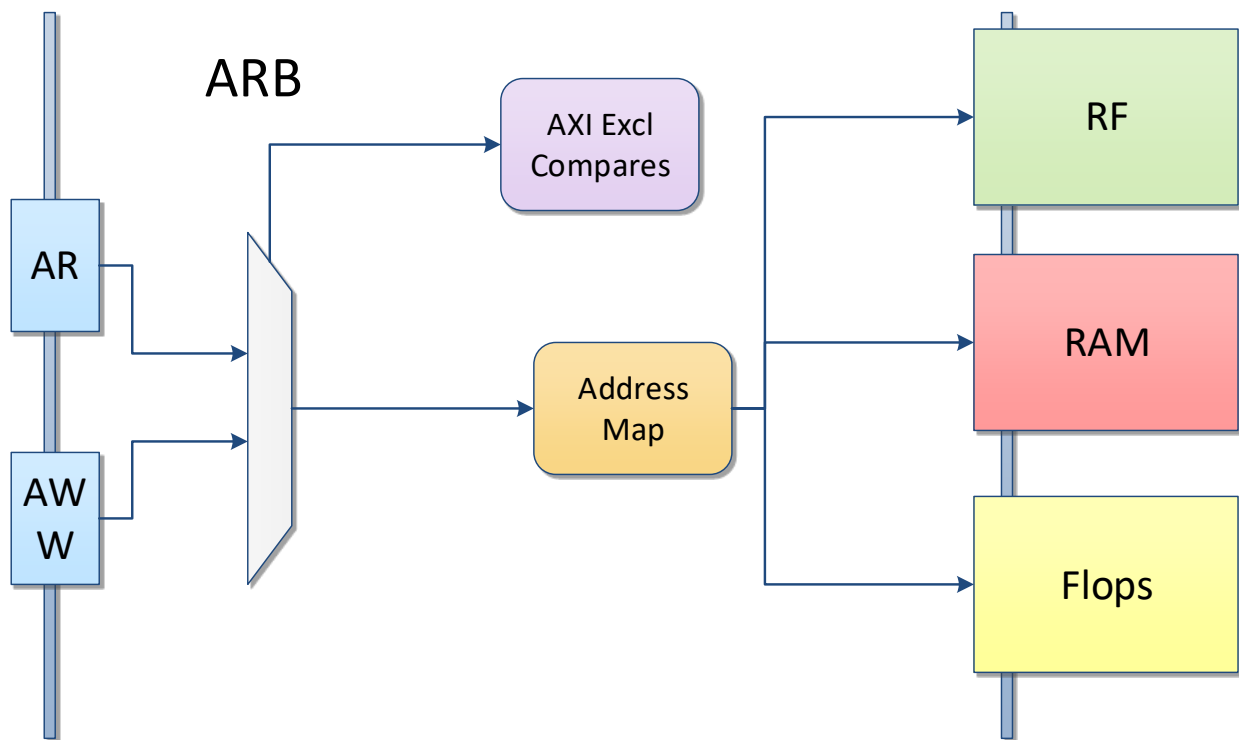 ARB
AXI Excl
Compares
RF
AR
RAM
Address
Map
AW
W
Flops